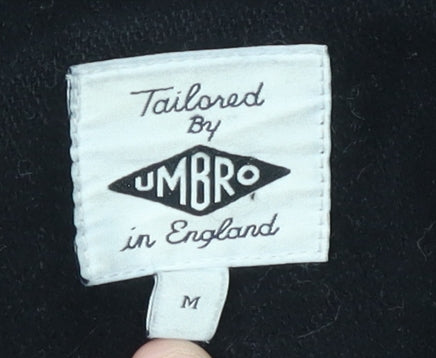 Tailored
By
UMBRO
in England
M